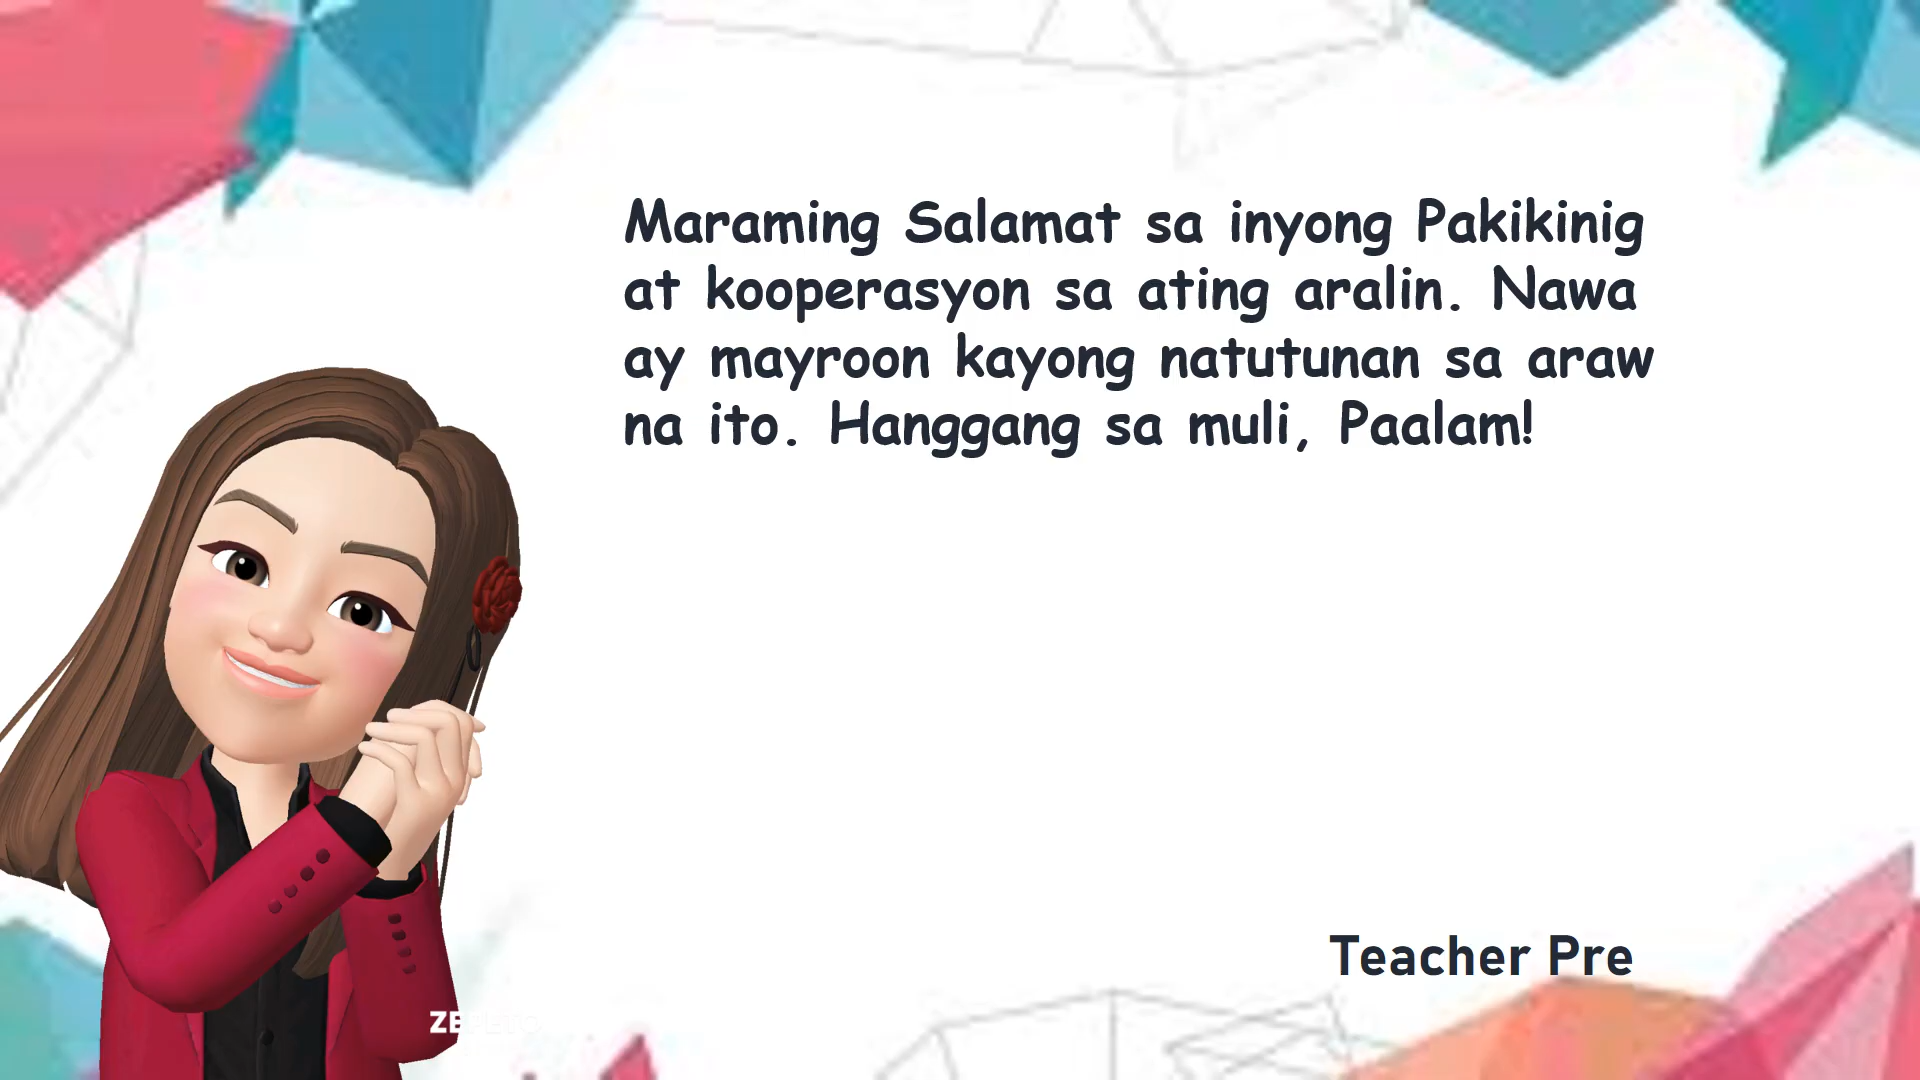 Maraming Salamat sa inyong Pakikinig
at kooperasyon sa ating aralin. Nawa
ay mayroon kayong natutunan sa araw
na ito. Hanggang sa muli, Paalam!
Teacher Pre